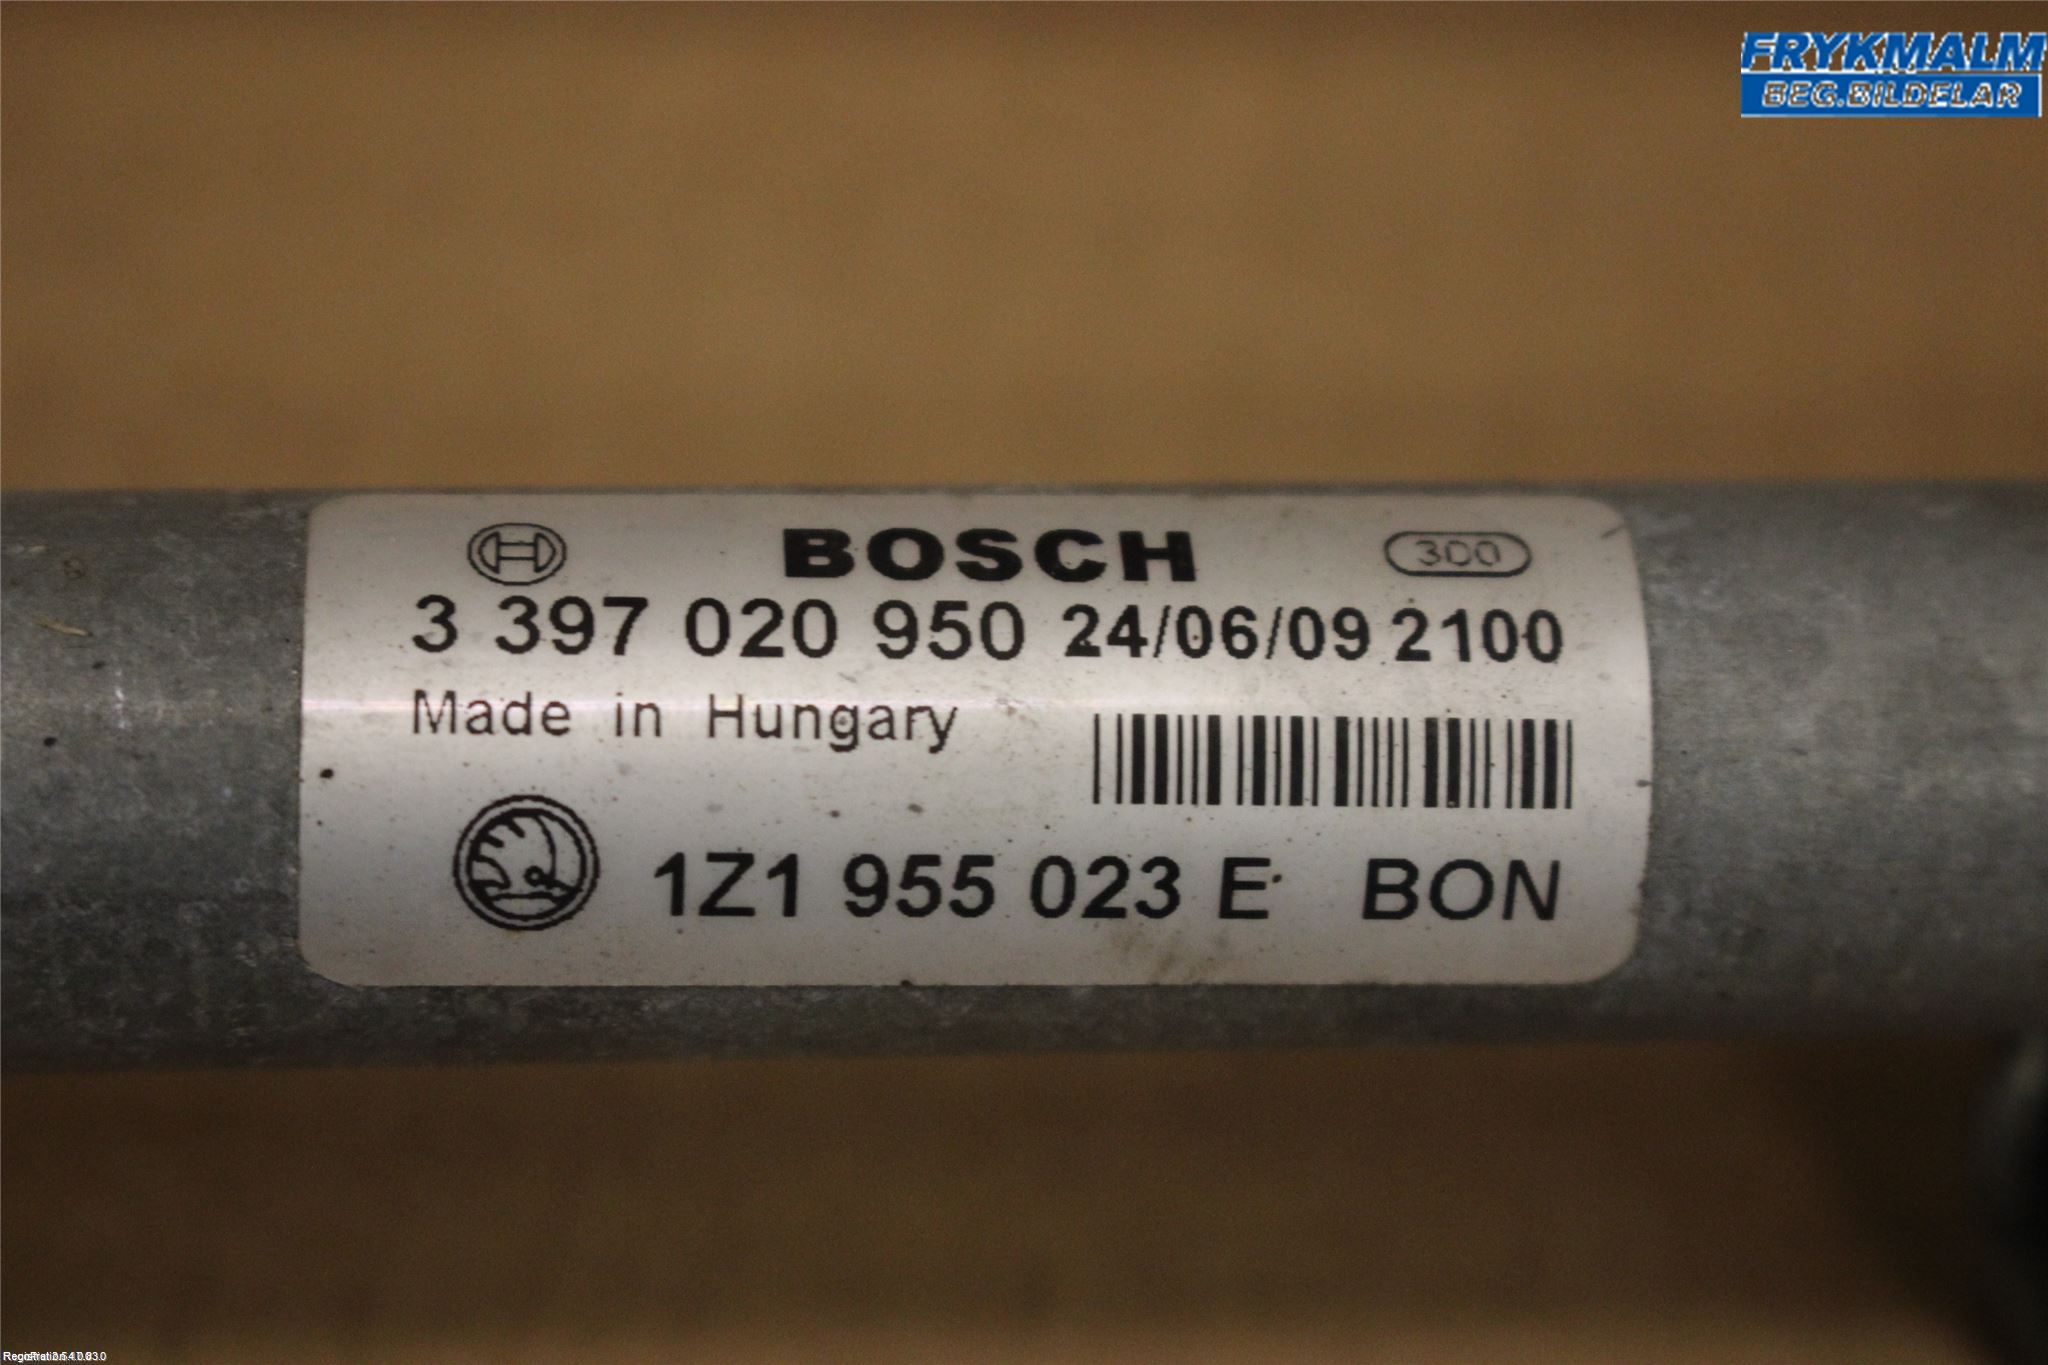 FRYKMALM
BEG.BILDELAR
BOSCH 300
3 397 020 950 24/06/09 2100
Made in Hungary
1Z1 955 023 E BON